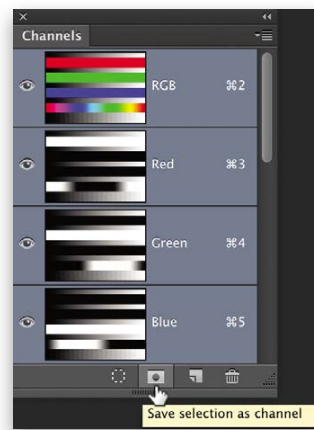 Channels
RGB ⌘2
Red ⌘3
Green ⌘4
Blue ⌘5
Save selection as channel